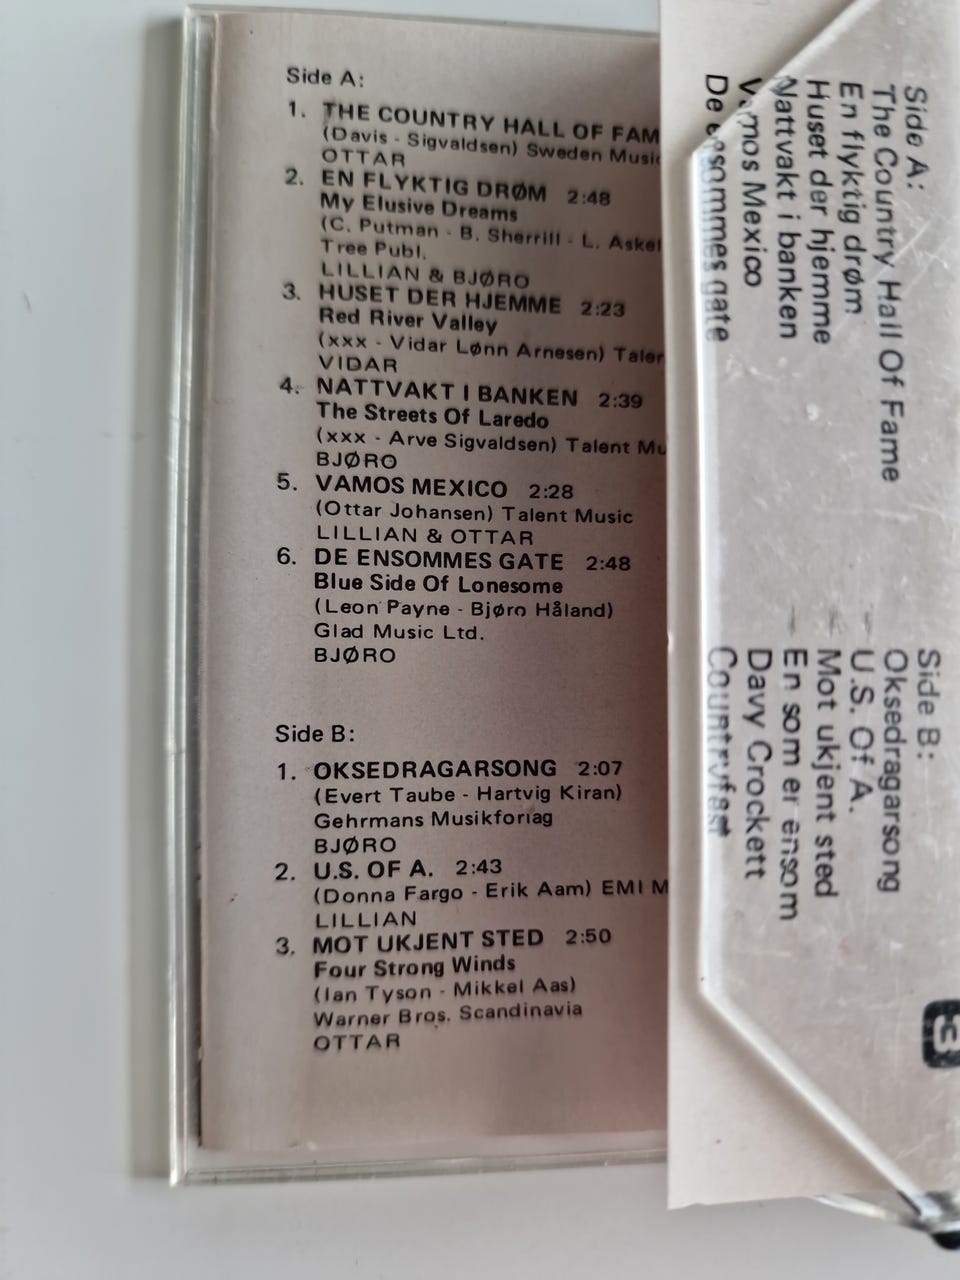 Side A:
1. THE COUNTRY HALL OF FAM
(Davis - Sigvaldsen) Sweden Music
OTTAR
2. EN FLYKTIG DRØM 2:48
My Elusive Dreams
(C. Putman - B. Sherrill - L. Askel
Tree Publ.
LILLIAN & BJØRO
3. HUSET DER HJEMME 2:23
Red River Valley
(xxx - Vidar Lønn Arnesen) Talen
VIDAR
4. NATTVAKT I BANKEN 2:39
The Streets Of Laredo
(xxx - Arve Sigvaldsen) Talent Mu
BJØRO
5. VAMOS MEXICO 2:28
(Ottar Johansen) Talent Music
LILLIAN & OTTAR
6. DE ENSOMMES GATE 2:48
Blue Side Of Lonesome
(Leon Payne - Bjøro Håland)
Glad Music Ltd.
BJØRO
Side B:
1. OKSEDRAGARSONG 2:07
(Evert Taube - Hartvig Kiran)
Gehrmans Musikforlag
BJØRO
2. U.S. OF A. 2:43
(Donna Fargo - Erik Aam) EMI M
LILLIAN
3. MOT UKJENT STED 2:50
Four Strong Winds
(Ian Tyson - Mikkel Aas)
Warner Bros. Scandinavia
OTTAR
Side A:
The Country Hall Of Fame
En flyktig drøm
Huset der hjemme
Nattvakt i banken
Vamos Mexico
De ensommes gate
Side B:
Oksedragarsong
U.S. Of A.
Mot ukjent sted
En som er ensom
Davy Crockett
Countryfest